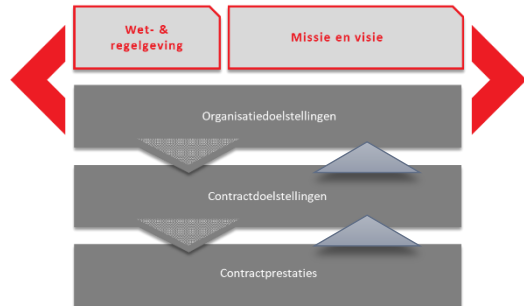 Wet- &
regelgeving
Missie en visie
Organisatiedoelstellingen
Contractdoelstellingen
Contractprestaties